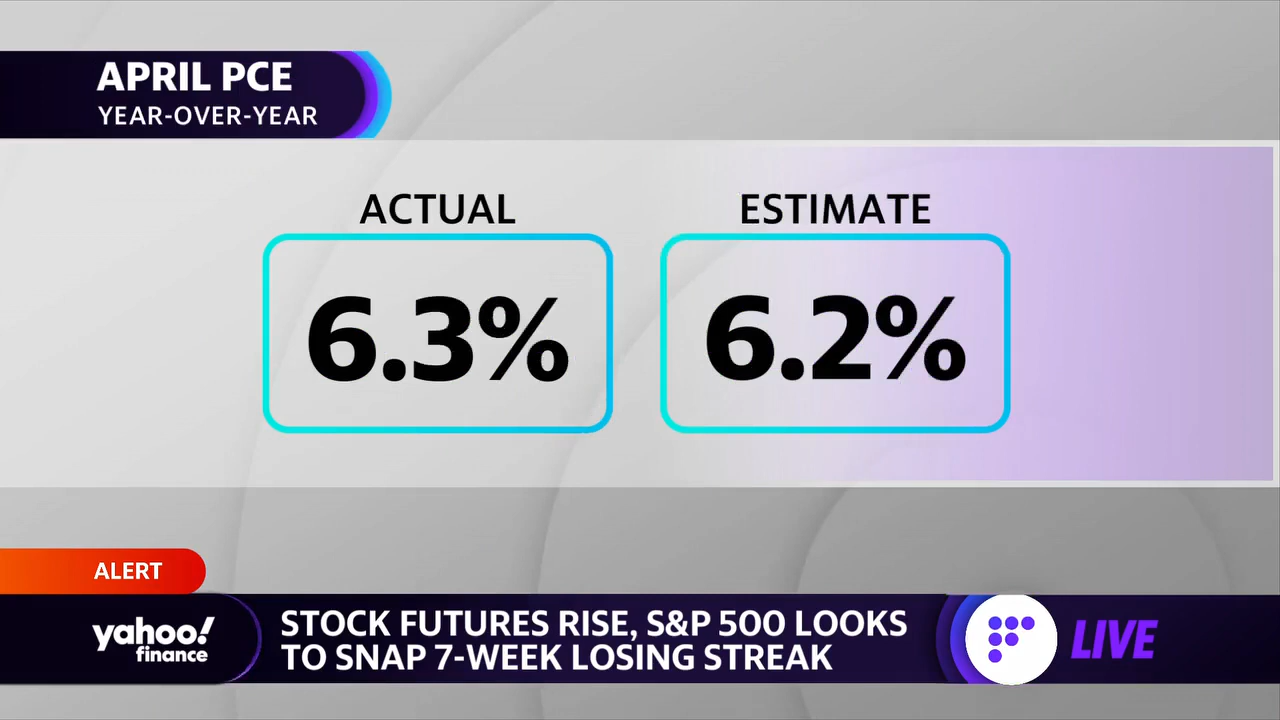 APRIL PCE
YEAR-OVER-YEAR
ACTUAL
ESTIMATE
6.3%
6.2%
ALERT
yahoo!
finance
STOCK FUTURES RISE, S&P 500 LOOKS
TO SNAP 7-WEEK LOSING STREAK
LIVE